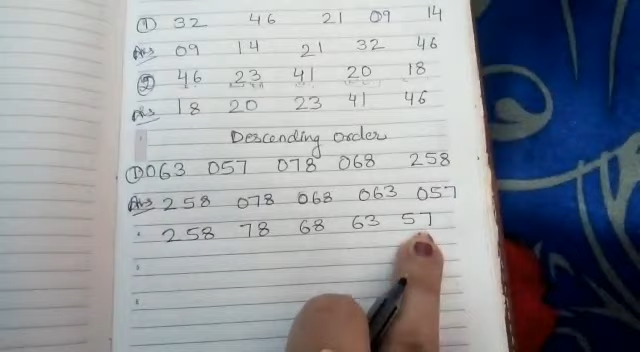 ① 32 46 21 09 14
Ans 09 14 21 32 46
② 46 23 41 20 18
Ans 18 20 23 41 46
Descending order
① 063 057 078 068 258
Ans 258 078 068 063 057
258 78 68 63 57